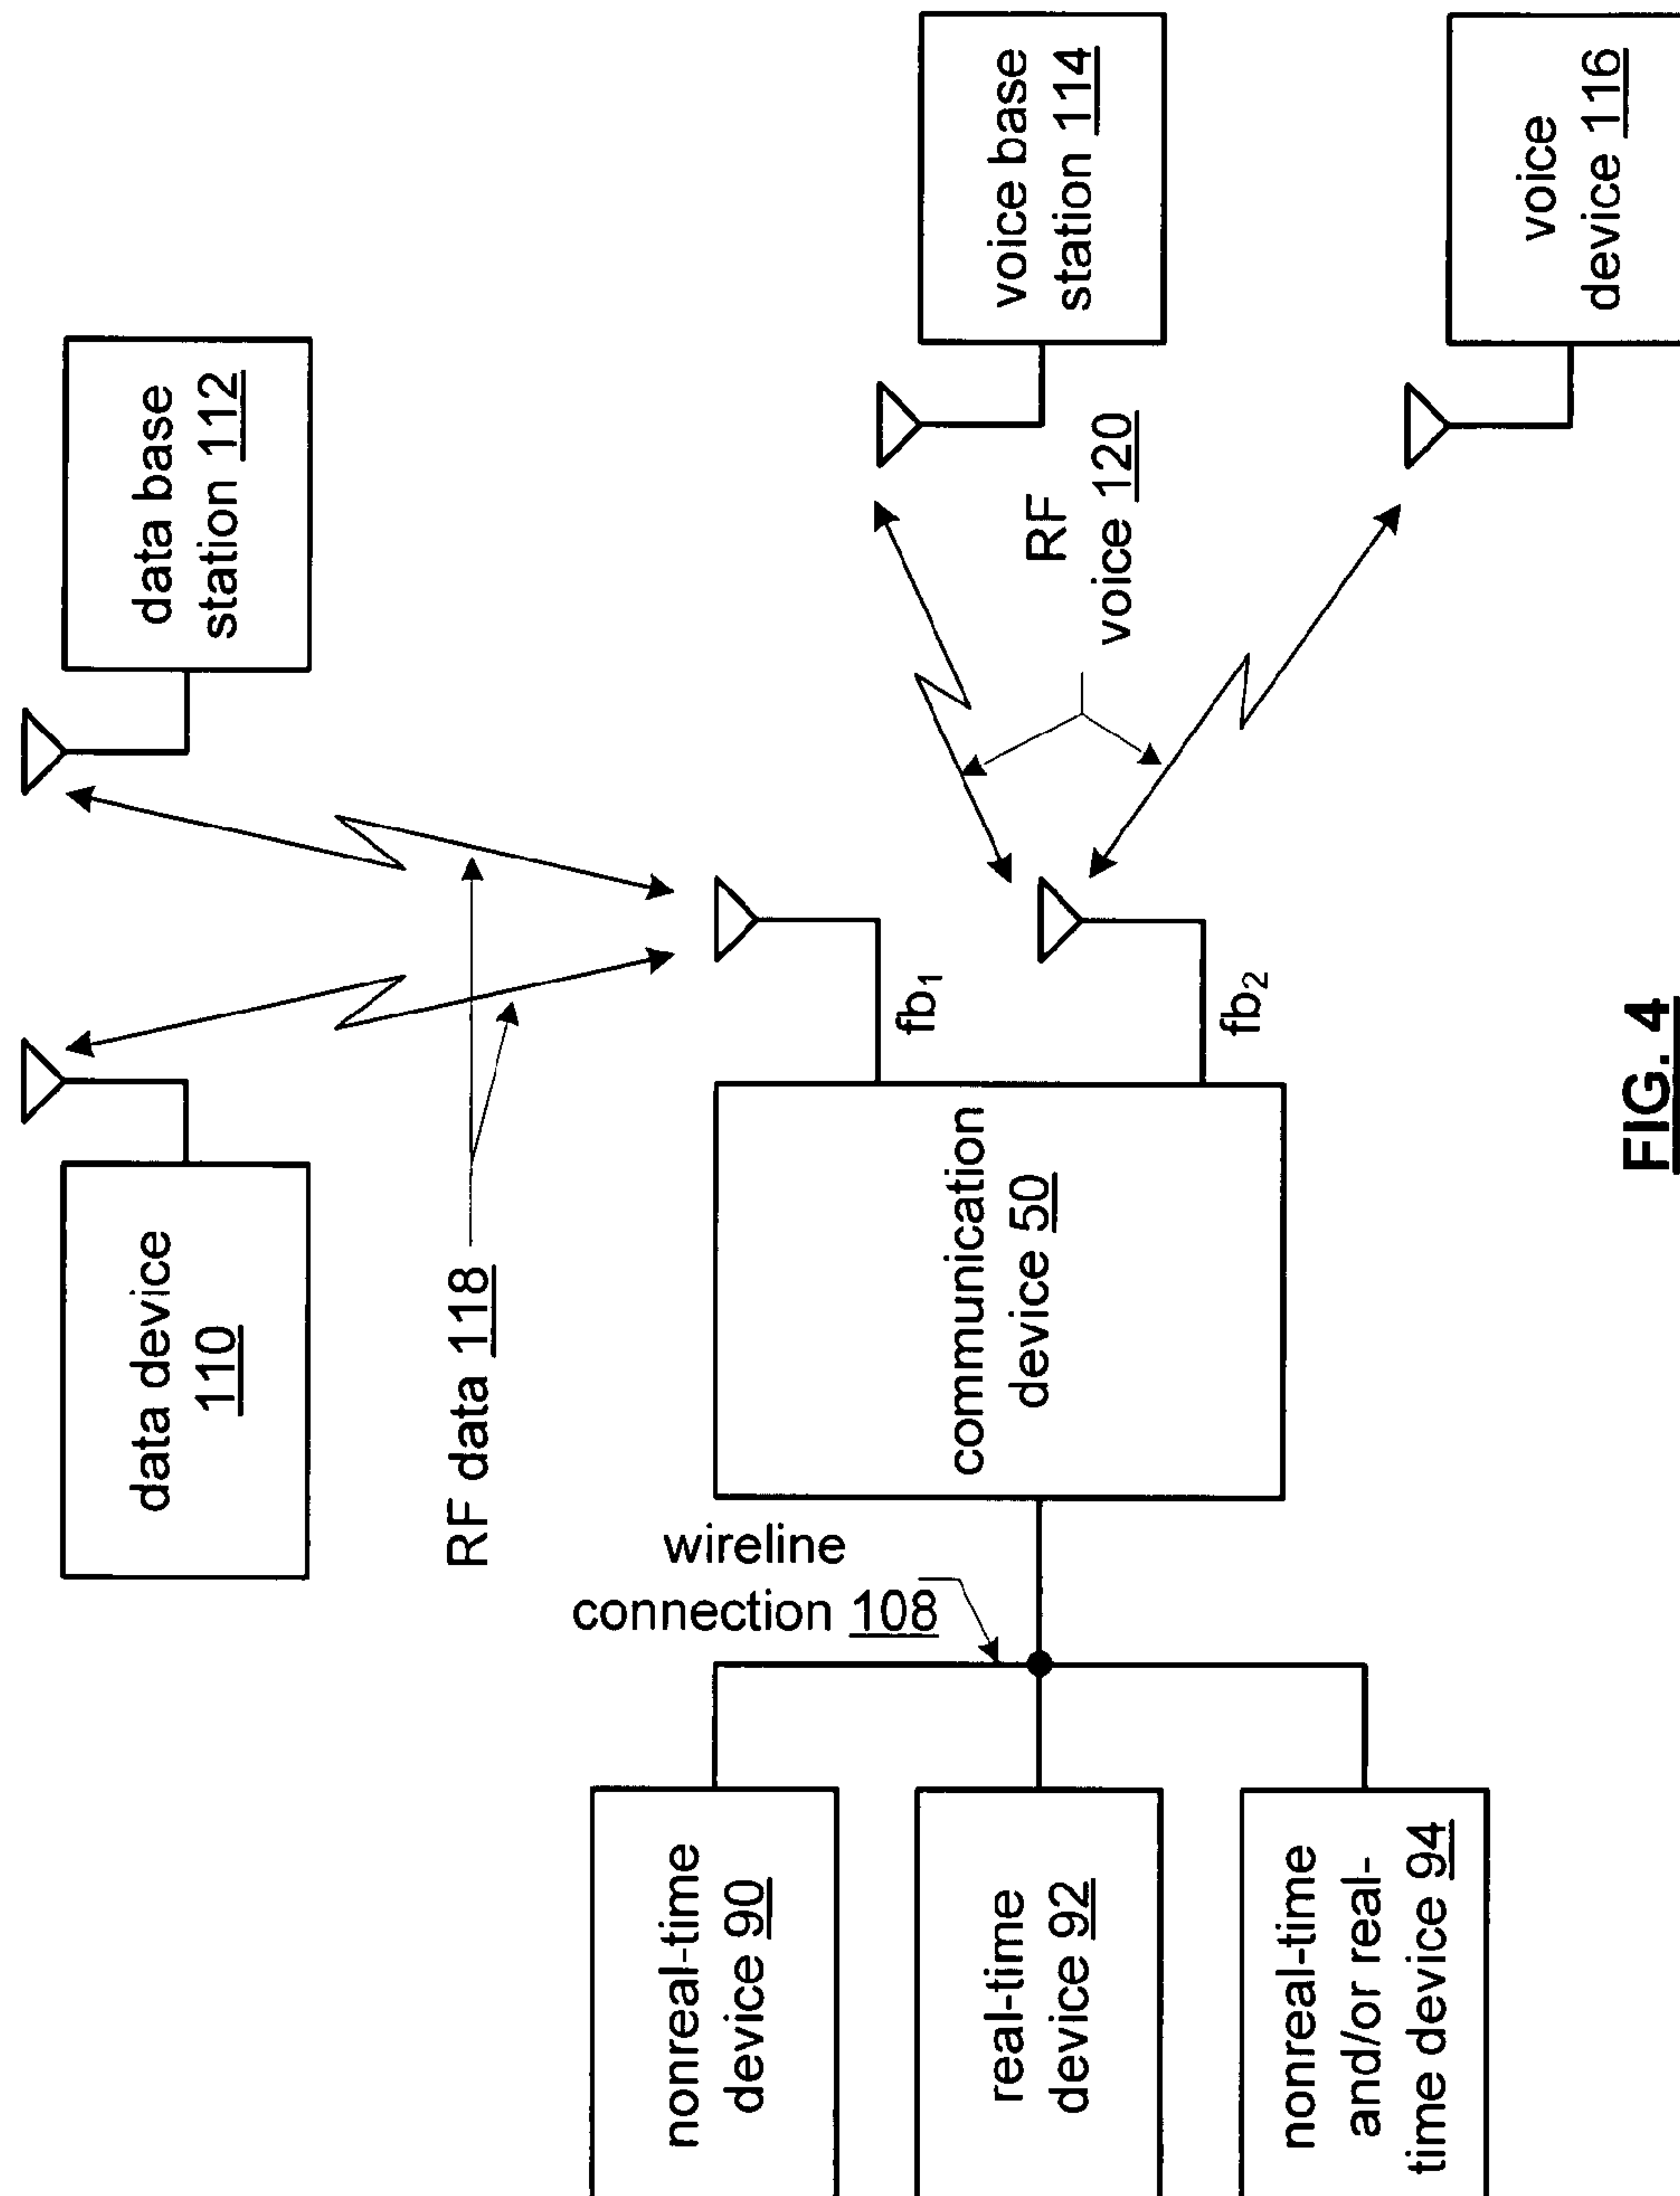 data device
110
data base
station 112
RF data 118
wireline
connection 108
nonreal-time
device 90
real-time
device 92
nonreal-time
and/or real-
time device 94
communication
device 50
fb1
fb2
RF
voice 120
voice base
station 114
voice
device 116
FIG. 4